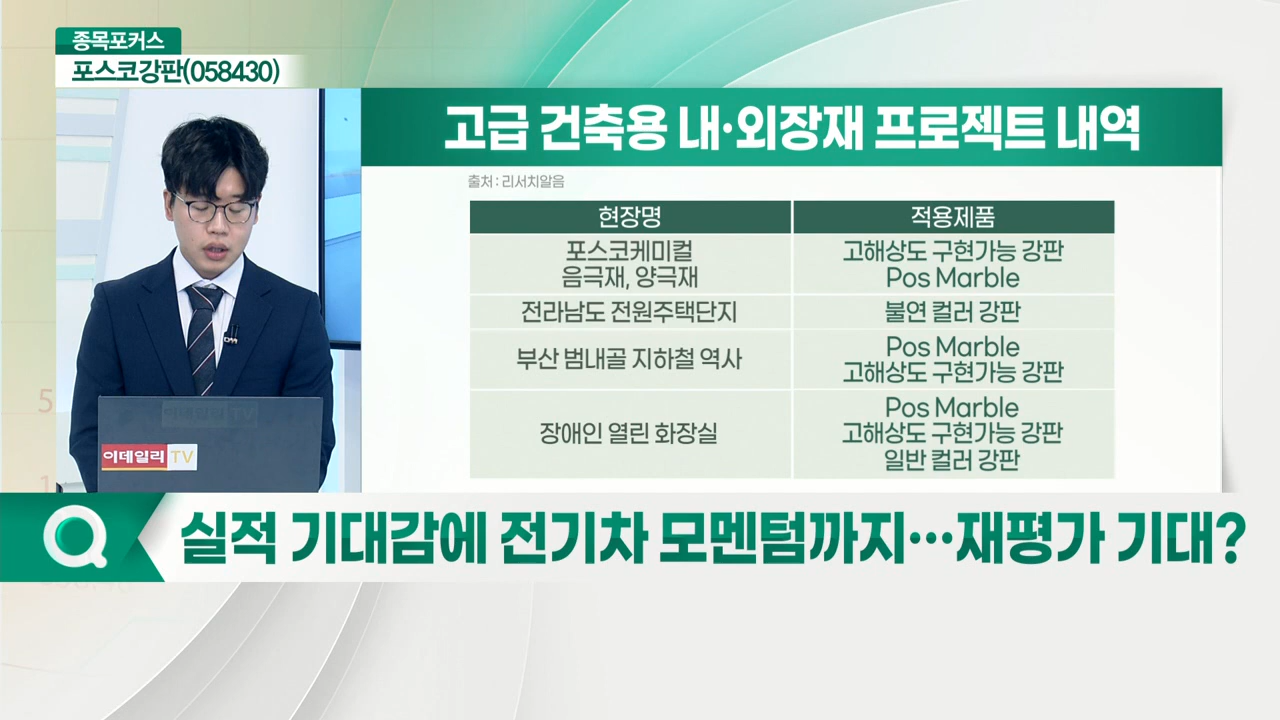 종목포커스
포스코강판(058430)
고급 건축용 내·외장재 프로젝트 내역
출처 : 리서치알음
현장명
적용제품
포스코케미컬
음극재, 양극재
고해상도 구현가능 강판
Pos Marble
전라남도 전원주택단지
불연 컬러 강판
부산 범내골 지하철 역사
Pos Marble
고해상도 구현가능 강판
장애인 열린 화장실
Pos Marble
고해상도 구현가능 강판
일반 컬러 강판
이데일리 TV
실적 기대감에 전기차 모멘텀까지…재평가 기대?